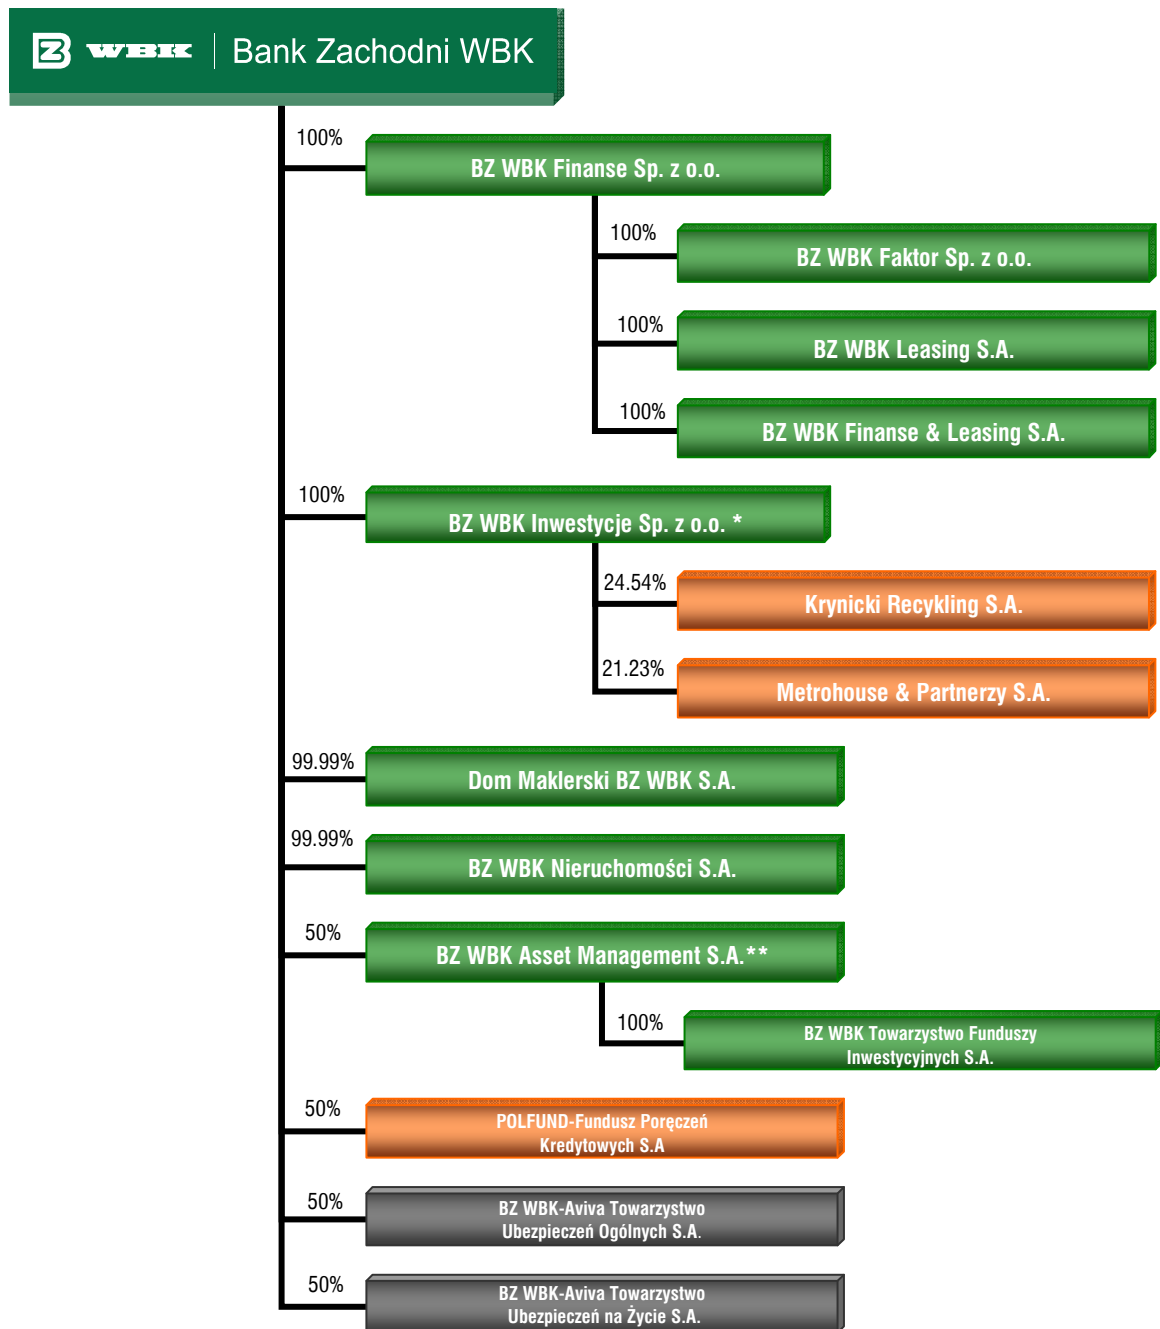 B Z WBK | Bank Zachodni WBK
100%
BZ WBK Finanse Sp. z o.o.
100%
BZ WBK Faktor Sp. z o.o.
100%
BZ WBK Leasing S.A.
100%
BZ WBK Finanse & Leasing S.A.
100%
BZ WBK Inwestycje Sp. z o.o. *
24.54%
Krynicki Recykling S.A.
21.23%
Metrohouse & Partnerzy S.A.
99.99%
Dom Maklerski BZ WBK S.A.
99.99%
BZ WBK Nieruchomości S.A.
50%
BZ WBK Asset Management S.A.**
100%
BZ WBK Towarzystwo Funduszy
Inwestycyjnych S.A.
50%
POLFUND-Fundusz Poręczeń
Kredytowych S.A
50%
BZ WBK-Aviva Towarzystwo
Ubezpieczeń Ogólnych S.A.
50%
BZ WBK-Aviva Towarzystwo
Ubezpieczeń na Życie S.A.